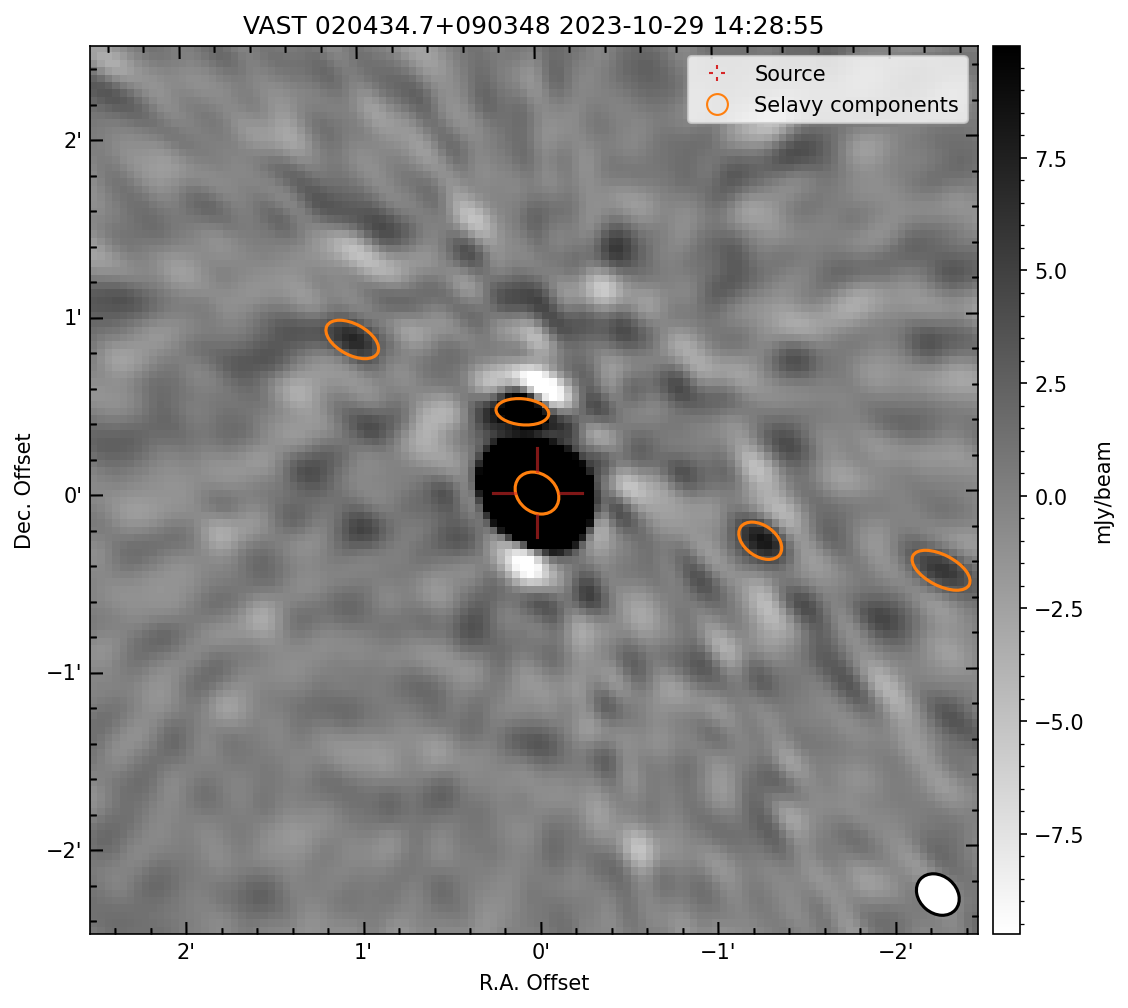 VAST 020434.7+090348 2023-10-29 14:28:55
Source
Selavy components
2'
1'
0'
−1'
−2'
Dec. Offset
2'
1'
0'
−1'
−2'
R.A. Offset
7.5
5.0
2.5
0.0
−2.5
−5.0
−7.5
mJy/beam